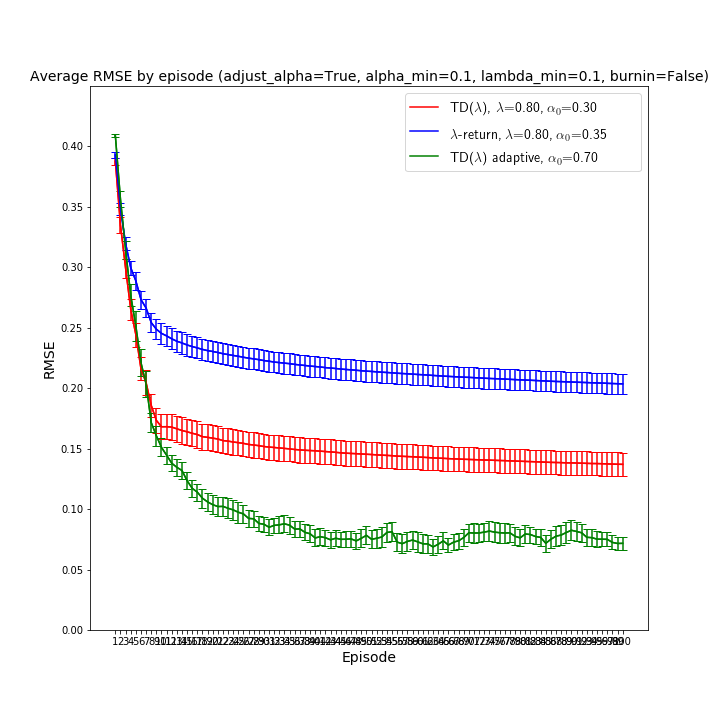 Average RMSE by episode (adjust_alpha=True, alpha_min=0.1, lambda_min=0.1, burnin=False)
TD(λ), λ=0.80, α₀=0.30
λ-return, λ=0.80, α₀=0.35
TD(λ) adaptive, α₀=0.70
0.40
0.35
0.30
0.25
0.20
0.15
0.10
0.05
0.00
RMSE
Episode